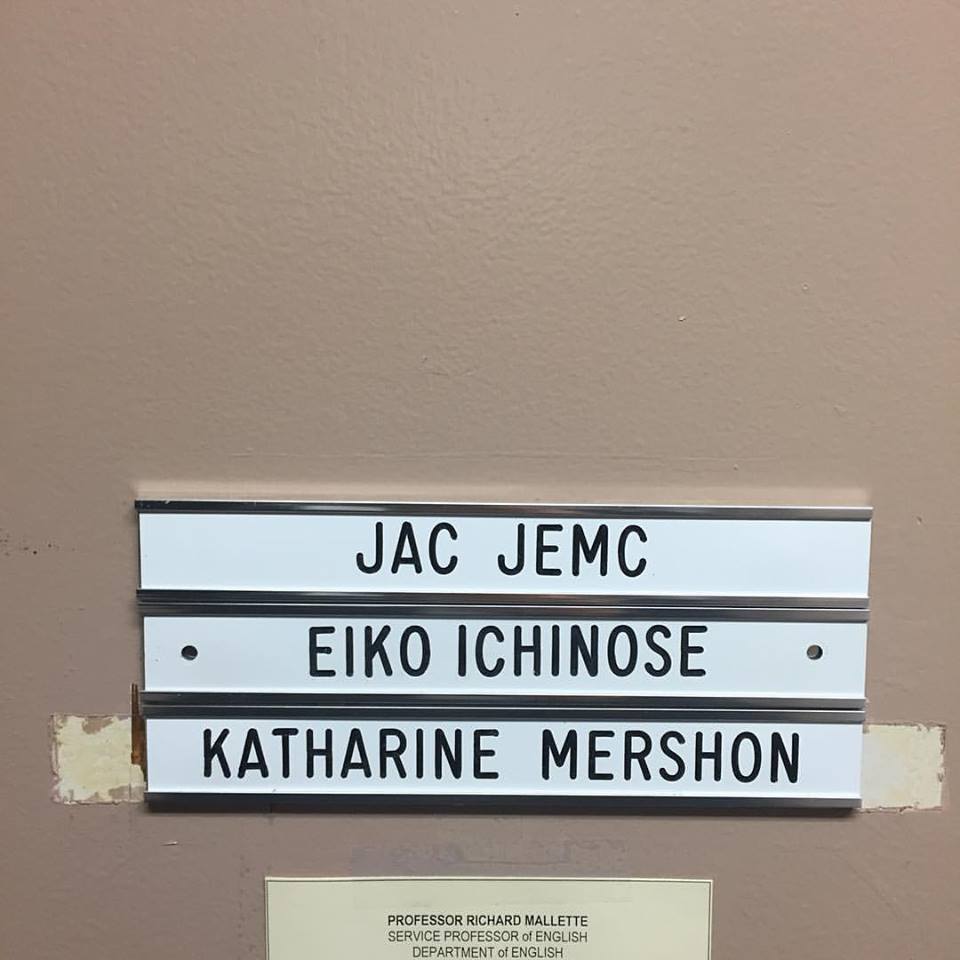 JAC JEMC
EIKO ICHINOSE
KATHARINE MERSHON
PROFESSOR RICHARD MALLETTE
SERVICE PROFESSOR of ENGLISH
DEPARTMENT of ENGLISH